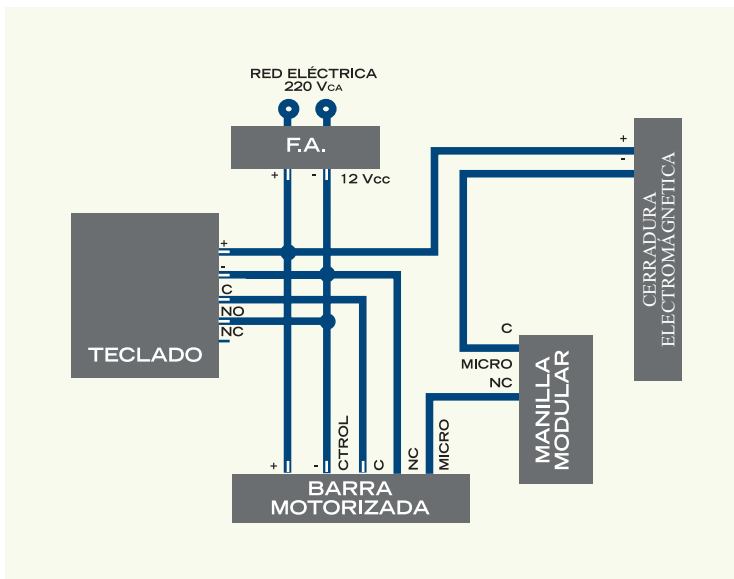 RED ELÉCTRICA
220 VCA
F.A.
+
-
12 Vcc
+
-
CERRADURA
ELECTROMÁGNETICA
TECLADO
+
-
C
NO
NC
C
MICRO
NC
MANILLA
MODULAR
+
-
CTROL
C
NC
MICRO
BARRA
MOTORIZADA